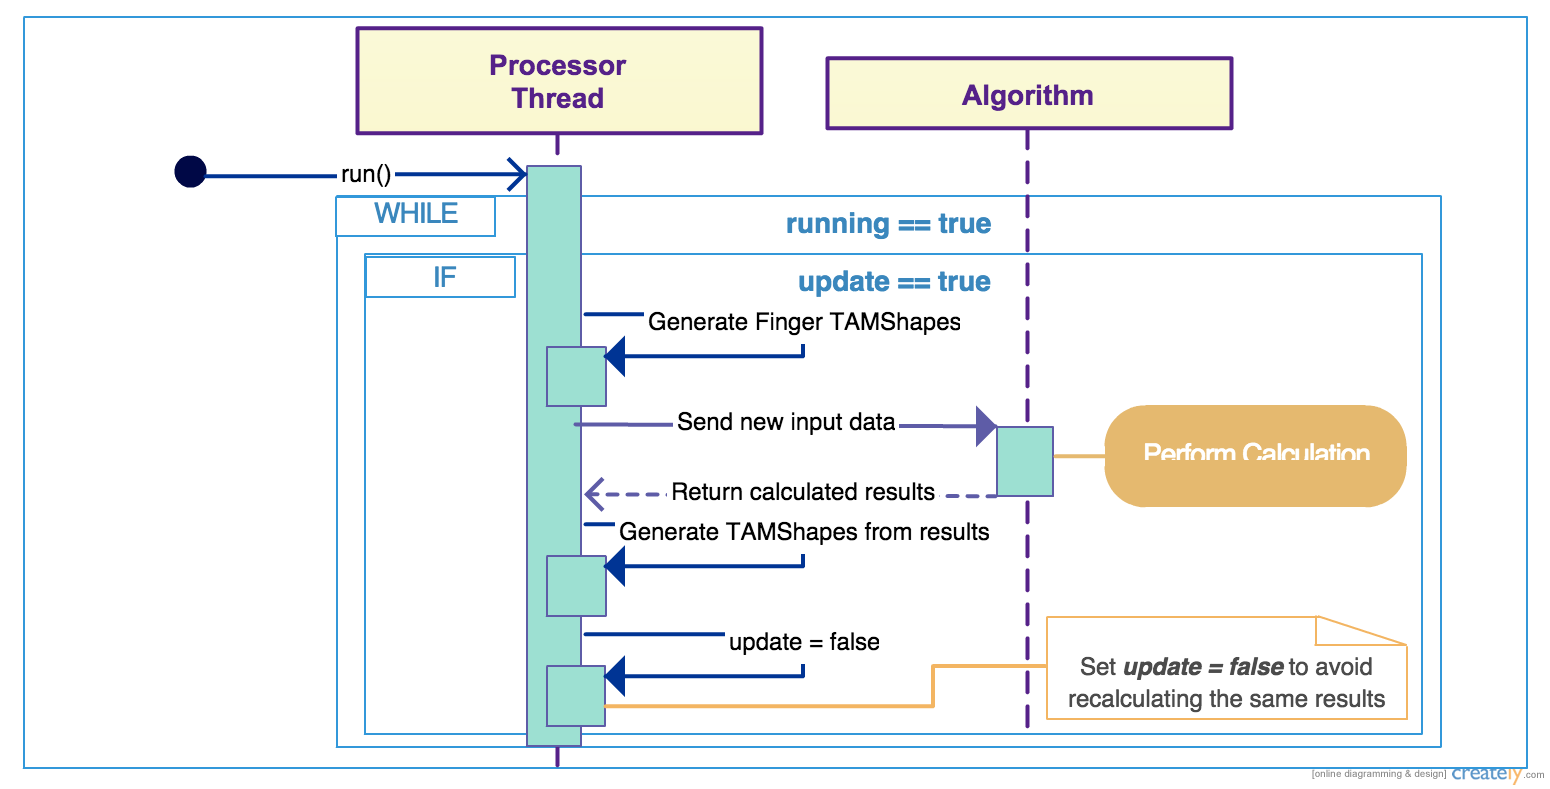 Processor
Thread
Algorithm
run()
WHILE
running == true
IF
update == true
Generate Finger TAMShapes
Send new input data
Perform Calculation
Return calculated results
Generate TAMShapes from results
update = false
Set update = false to avoid
recalculating the same results
[online diagramming & design] creately.com